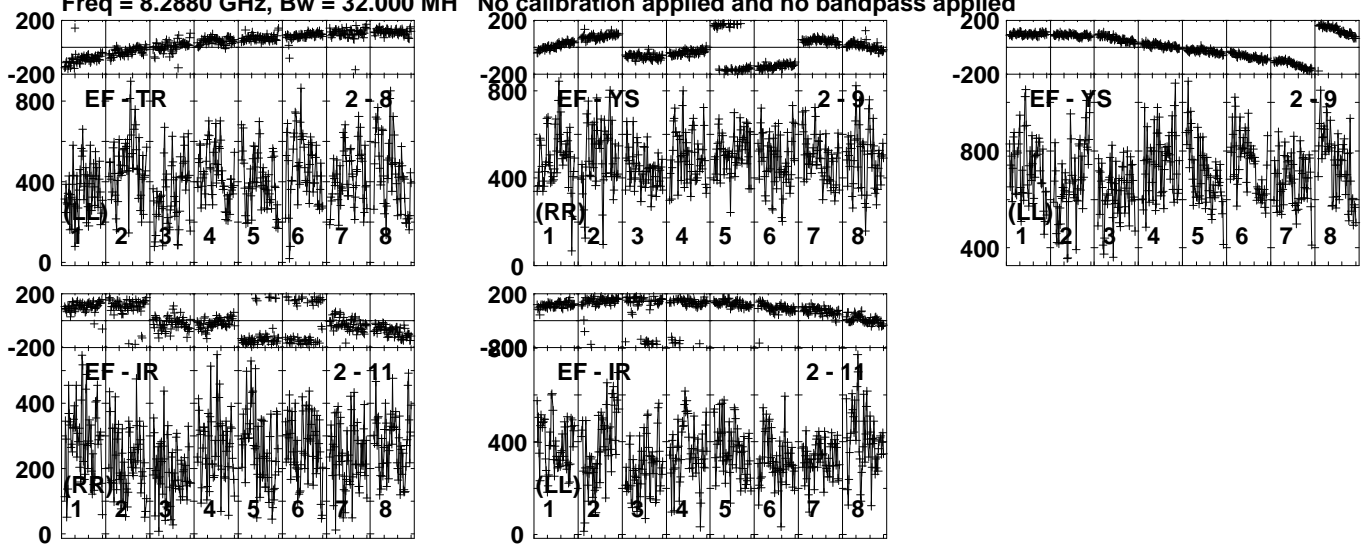 Freq = 8.2880 GHz, Bw = 32.000 MH No calibration applied and no bandpass applied
200
-200
800
400
0
EF - TR 2 - 8
(LL)
1 2 3 4 5 6 7 8
200
-200
800
400
0
EF - YS 2 - 9
(RR)
1 2 3 4 5 6 7 8
200
-200
800
400
EF - YS 2 - 9
(LL)
1 2 3 4 5 6 7 8
200
-200
400
200
0
EF - IR 2 - 11
(RR)
1 2 3 4 5 6 7 8
200
-200
800
400
0
EF - IR 2 - 11
(LL)
1 2 3 4 5 6 7 8